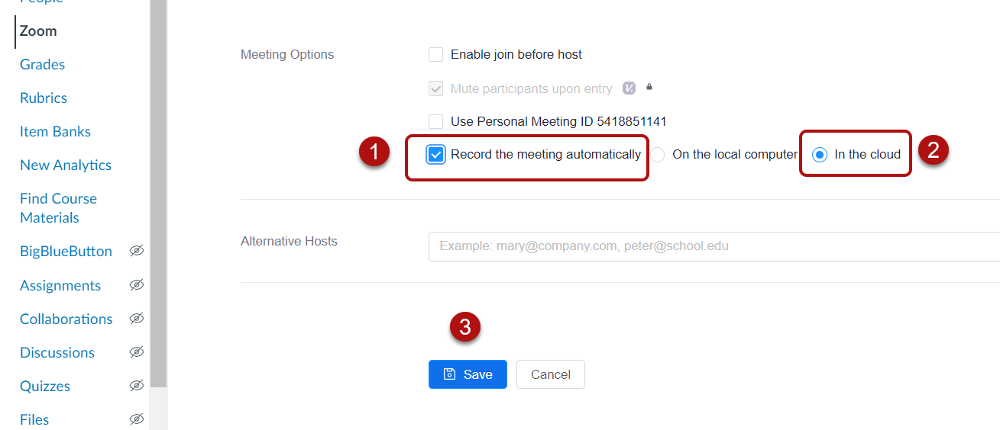 People
Zoom
Grades
Rubrics
Item Banks
New Analytics
Find Course
Materials
BigBlueButton
Assignments
Collaborations
Discussions
Quizzes
Files
Meeting Options
Enable join before host
Mute participants upon entry
Use Personal Meeting ID 5418851141
1 Record the meeting automatically On the local computer In the cloud 2
Alternative Hosts
Example: mary@company.com, peter@school.edu
3
Save Cancel